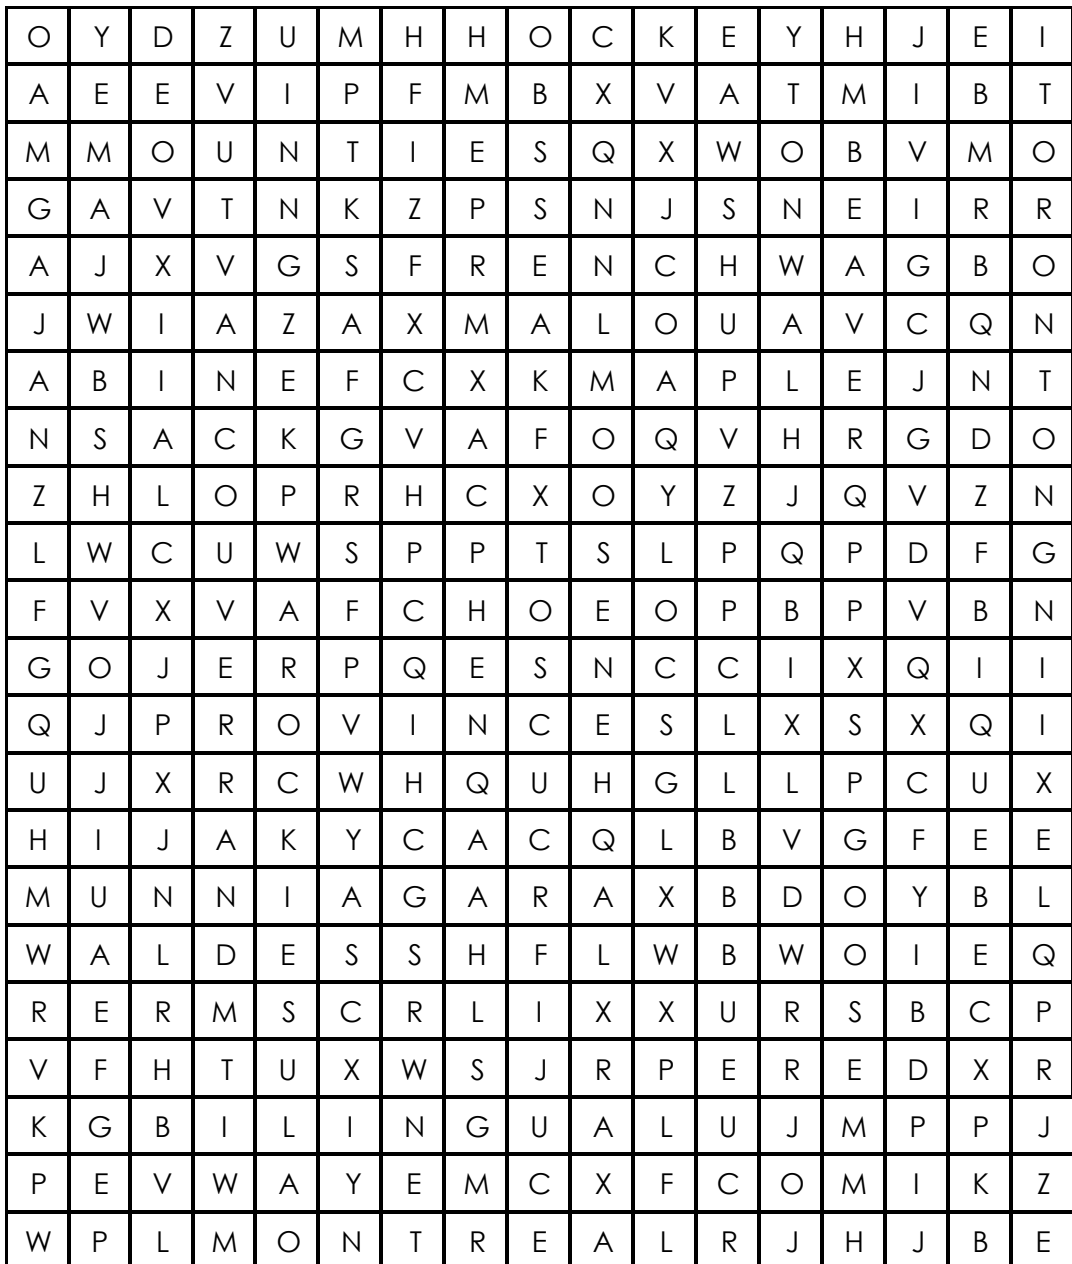 O Y D Z U M H H O C K E Y H J E I
A E E V I P F M B X V A T M I B T
M M O U N T I E S Q X W O B V M O
G A V T N K Z P S N J S N E I R R
A J X V G S F R E N C H W A G B O
J W I A Z A X M A L O U A V C Q N
A B I N E F C X K M A P L E J N T
N S A C K G V A F O Q V H R G D O
Z H L O P R H C X O Y Z J Q V Z N
L W C U W S P P T S L P Q P D F G
F V X V A F C H O E O P B P V B N
G O J E R P Q E S N C C I X Q I I
Q J P R O V I N C E S L X S X Q I
U J X R C W H Q U H G L L P C U X
H I J A K Y C A C Q L B V G F E E
M U N N I A G A R A X B D O Y B L
W A L D E S S H F L W B W O I E Q
R E R M S C R L I X X U R S B C P
V F H T U X W S J R P E R E D X R
K G B I L I N G U A L U J M P P J
P E V W A Y E M C X F C O M I K Z
W P L M O N T R E A L R J H J B E